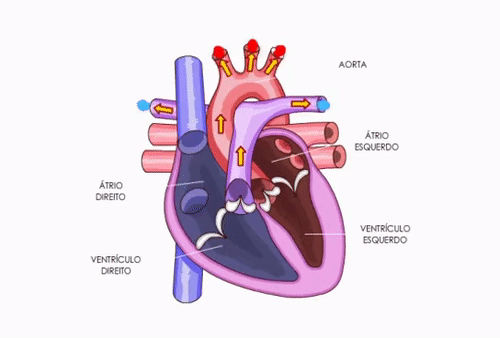 AORTA
ÁTRIO
ESQUERDO
ÁTRIO
DIREITO
VENTRÍCULO
ESQUERDO
VENTRÍCULO
DIREITO